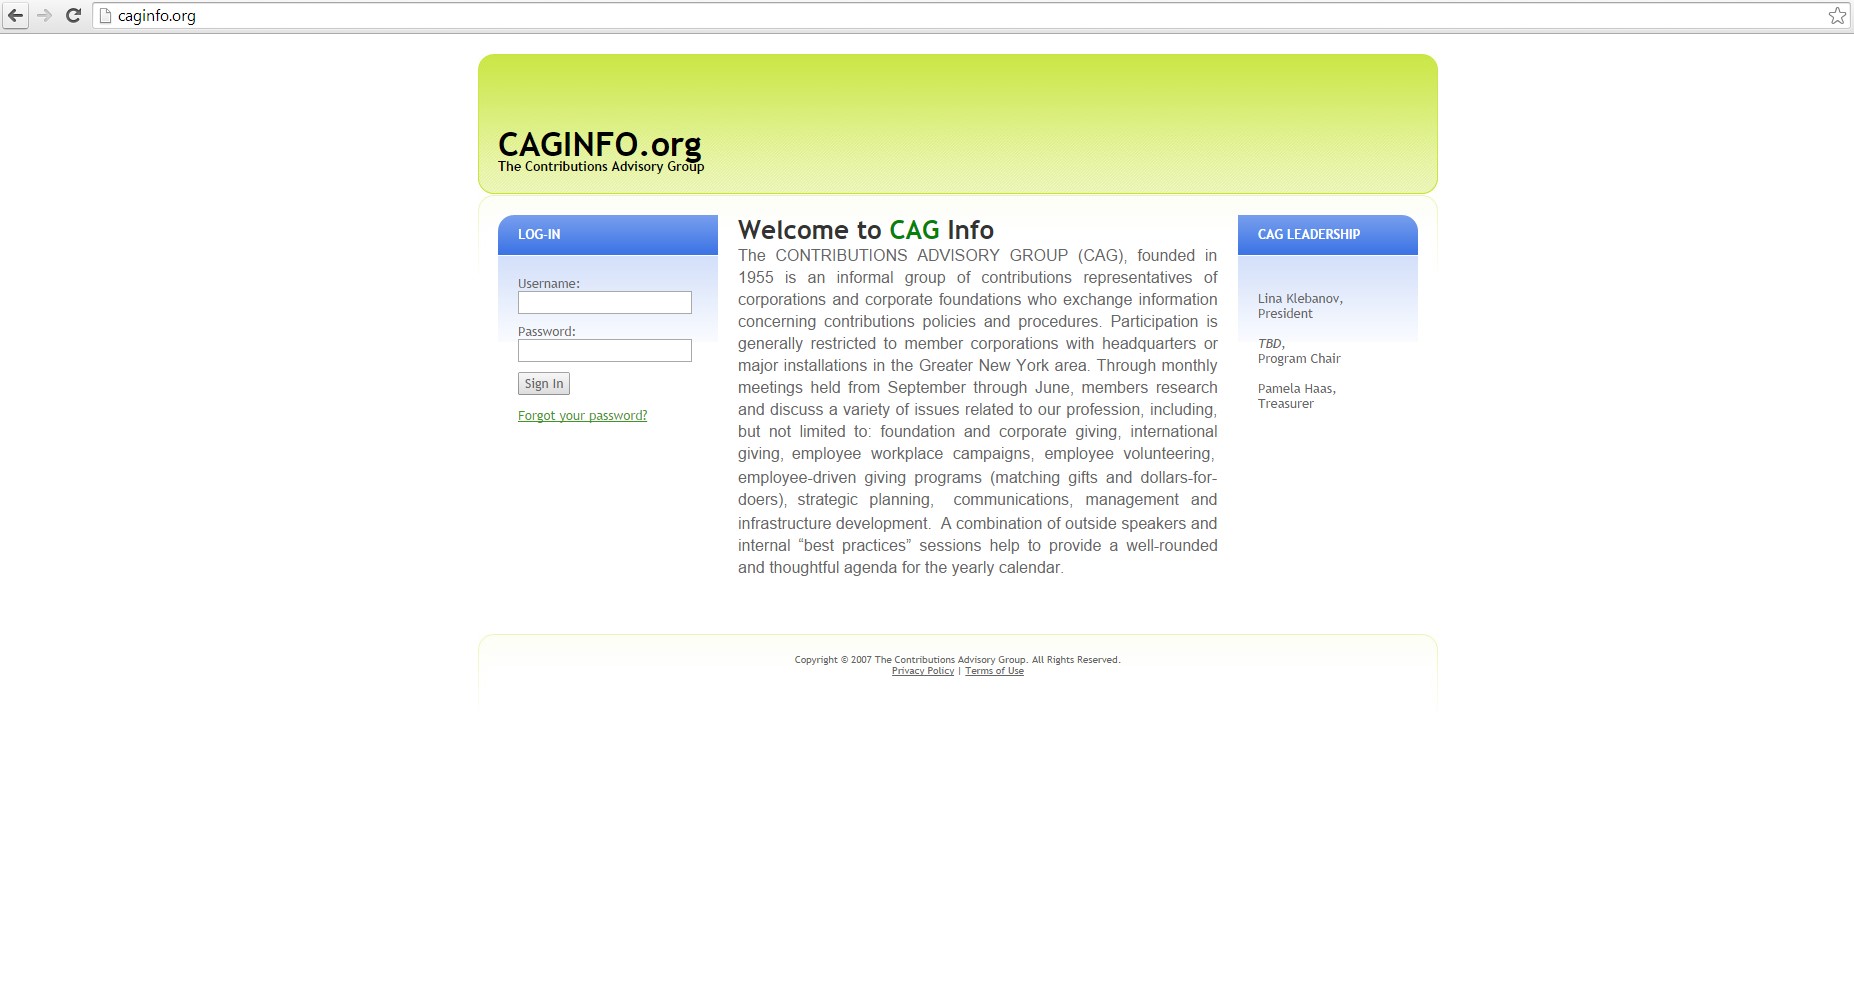 caginfo.org
CAGINFO.org
The Contributions Advisory Group
LOG-IN
Username:
Password:
Sign In
Forgot your password?
Welcome to CAG Info
The CONTRIBUTIONS ADVISORY GROUP (CAG), founded in
1955 is an informal group of contributions representatives of
corporations and corporate foundations who exchange information
concerning contributions policies and procedures. Participation is
generally restricted to member corporations with headquarters or
major installations in the Greater New York area. Through monthly
meetings held from September through June, members research
and discuss a variety of issues related to our profession, including,
but not limited to: foundation and corporate giving, international
giving, employee workplace campaigns, employee volunteering,
employee-driven giving programs (matching gifts and dollars-for-
doers), strategic planning,  communications, management and
infrastructure development.  A combination of outside speakers and
internal “best practices” sessions help to provide a well-rounded
and thoughtful agenda for the yearly calendar.
CAG LEADERSHIP
Lina Klebanov,
President
TBD,
Program Chair
Pamela Haas,
Treasurer
Copyright © 2007 The Contributions Advisory Group. All Rights Reserved.
Privacy Policy | Terms of Use